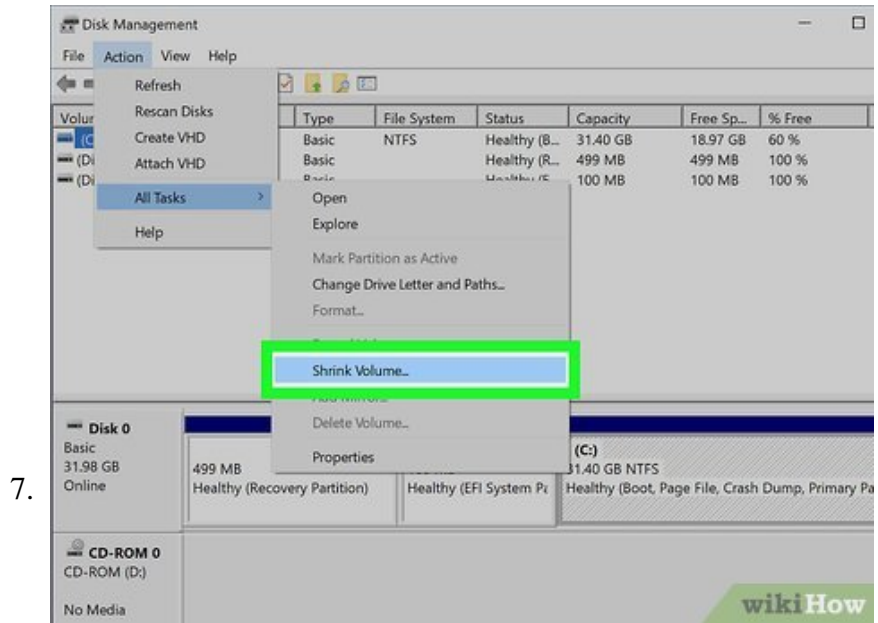 Disk Management
File Action View Help
Refresh
Rescan Disks
Create VHD
Attach VHD
All Tasks
Help
Type File System Status Capacity Free Sp... % Free
Basic NTFS Healthy (B... 31.40 GB 18.97 GB 60 %
(Di Basic Healthy (R... 499 MB 499 MB 100 %
(Di 100 MB 100 MB 100 %
Open
Explore
Mark Partition as Active
Change Drive Letter and Paths...
Format...
Shrink Volume...
Delete Volume...
Properties
Disk 0
Basic
31.98 GB
Online
499 MB
Healthy (Recovery Partition)
Healthy (EFI System Pa
(C:)
31.40 GB NTFS
Healthy (Boot, Page File, Crash Dump, Primary Pa
7.
CD-ROM 0
CD-ROM (D:)
No Media
wikiHow